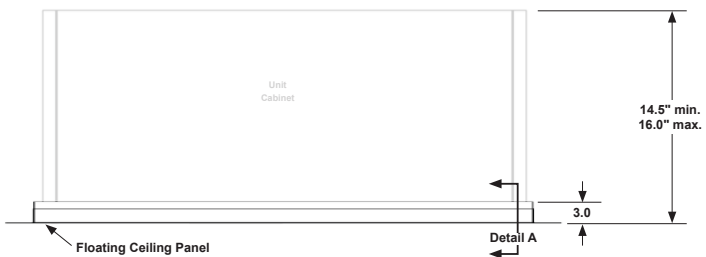 Unit
Cabinet
14.5" min.
16.0" max.
3.0
Detail A
Floating Ceiling Panel